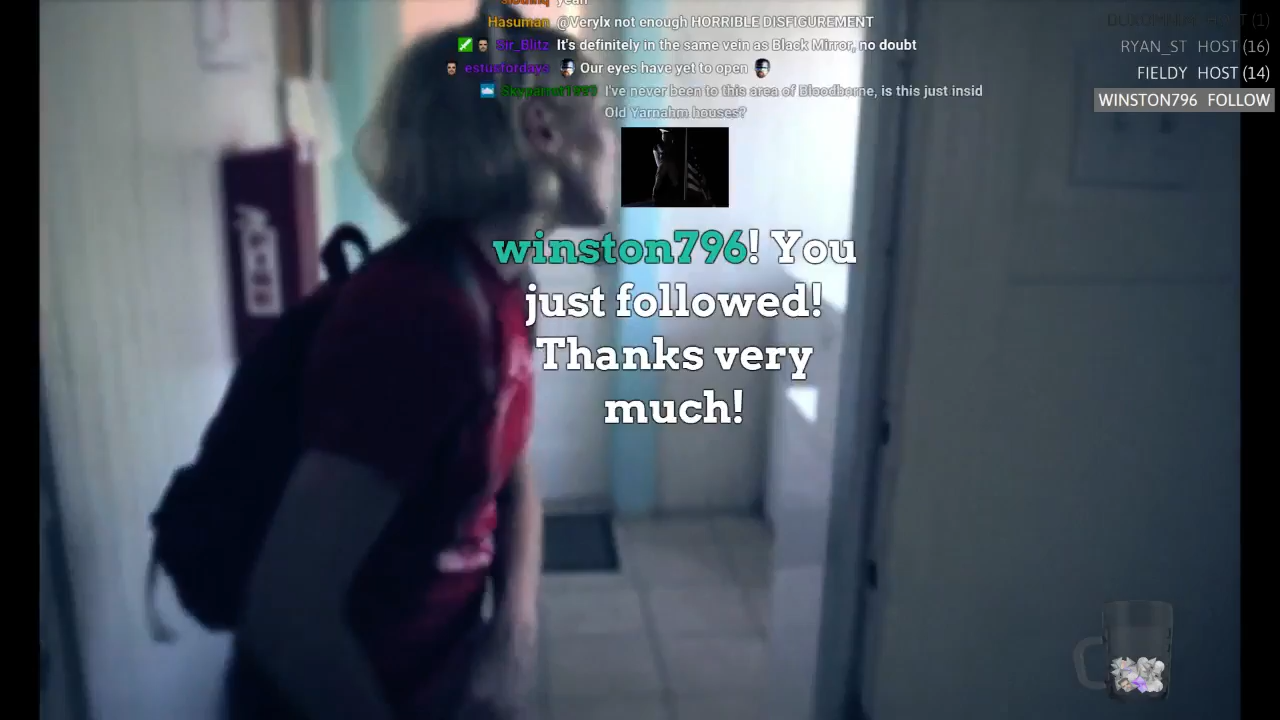 yeah
Hasuman @Verylx not enough HORRIBLE DISFIGUREMENT
Sir_Blitz It's definitely in the same vein as Black Mirror, no doubt
estusfordays Our eyes have yet to open
I've never been to this area of Bloodborne, is this just insid
Old Yarnahm houses?
RYAN_ST HOST (16)
FIELDY HOST (14)
WINSTON796 FOLLOW
winston796! You
just followed!
Thanks very
much!